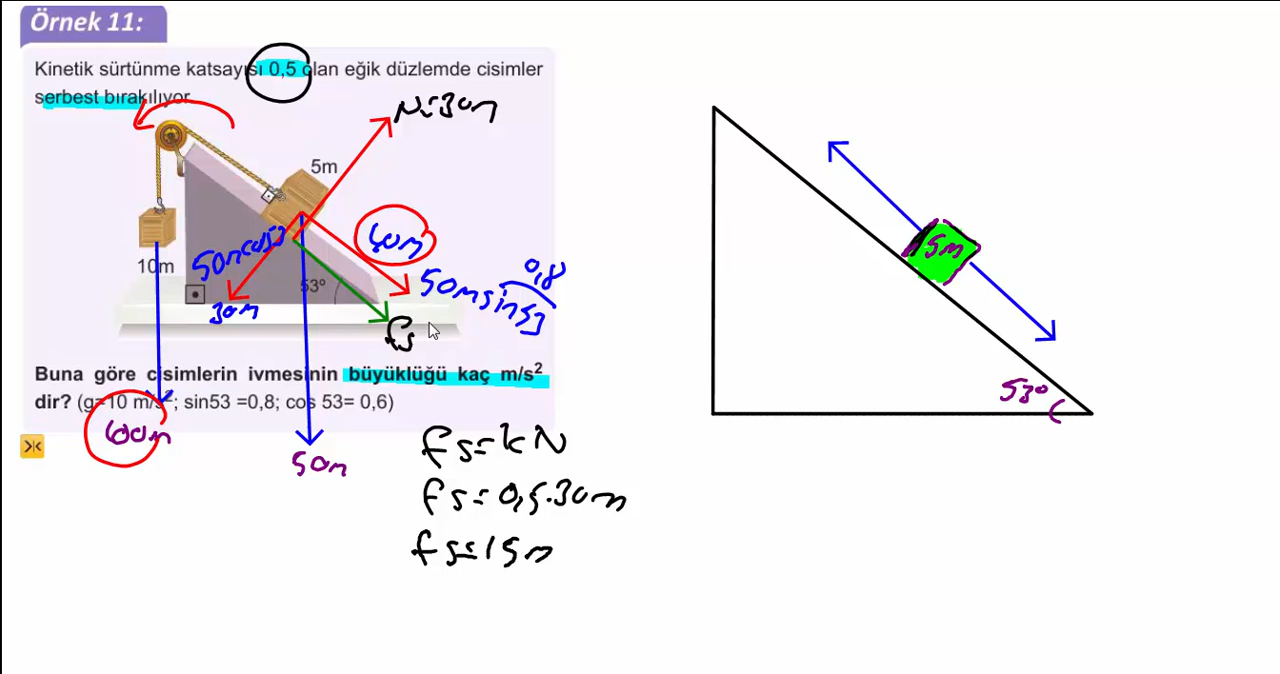 Örnek 11:
Kinetik sürtünme katsayısı 0,5 olan eğik düzlemde cisimler
serbest bırakılıyor.
N=30m
5m
40m
50mcos53
0,8
10m
53°
50msin53
30m
fs
Buna göre cisimlerin ivmesinin büyüklüğü kaç m/s²
dir? (g=10 m/s²; sin53 =0,8; cos 53= 0,6)
100m
50m
fs=kN
fs=0,5.30m
fs=15m
5m
53°